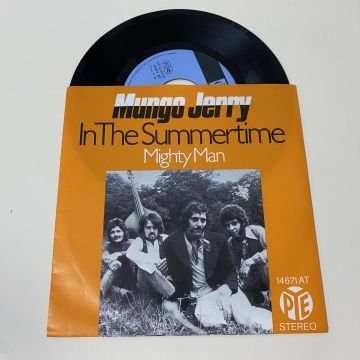 Mungo Jerry
In The Summertime
Mighty Man
14671 AT
PYE
STEREO